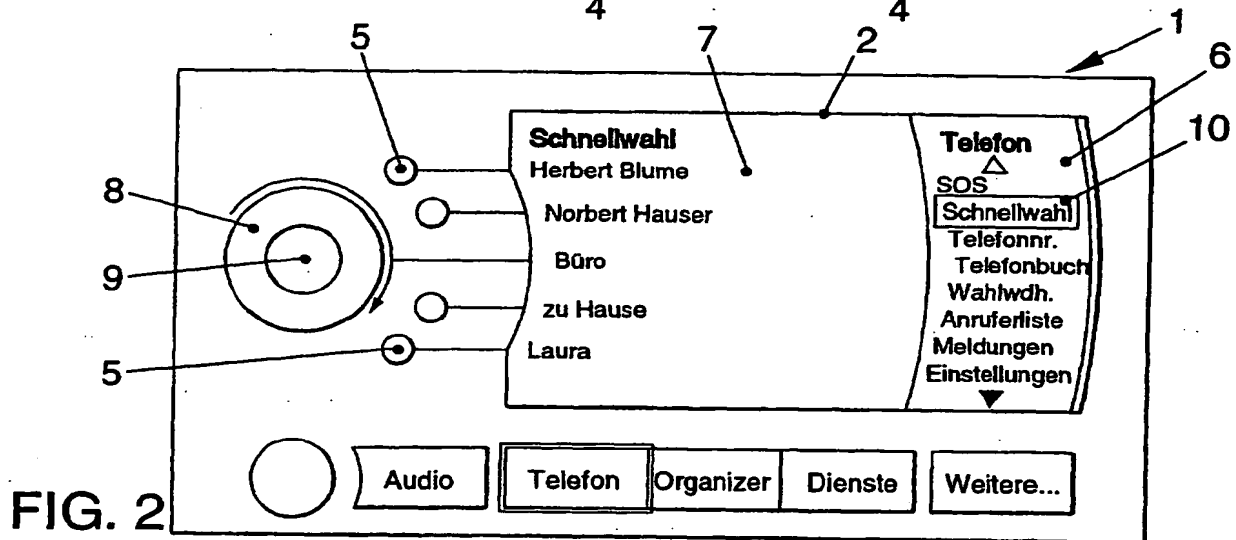 4 4
5 7 2 1
6
10
Schnellwahl
Herbert Blume
Norbert Hauser
Büro
zu Hause
Laura
Telefon
SOS
Schnellwahl
Telefonnr.
Telefonbuch
Wahlwdh.
Anruferliste
Meldungen
Einstellungen
8
9
5
Audio Telefon Organizer Dienste Weitere...
FIG. 2